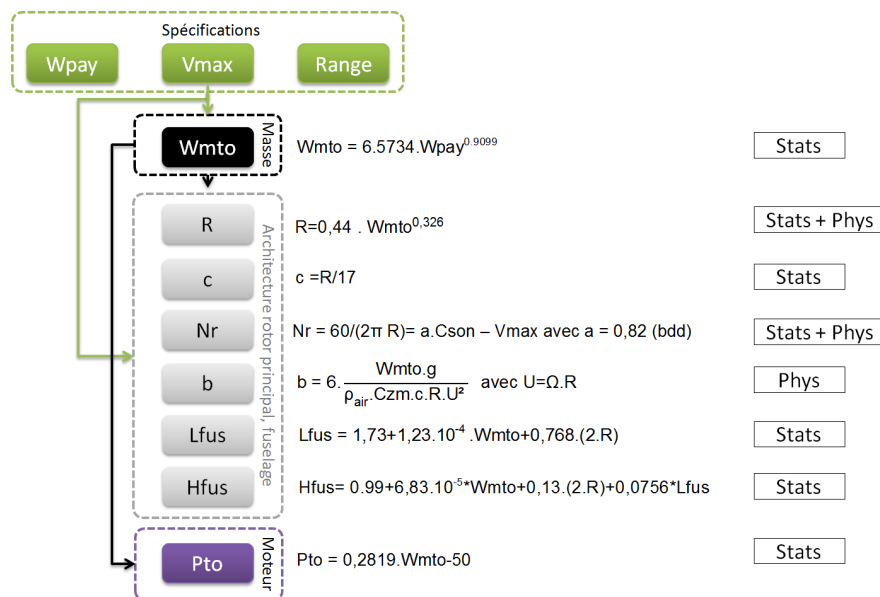 Spécifications
Wpay Vmax Range
Wmto Masse Wmto = 6.5734.Wpay^0.9099 Stats
Architecture rotor principal, fuselage
R R=0,44 . Wmto^0,326 Stats + Phys
c c =R/17 Stats
Nr Nr = 60/(2π R)= a.Cson – Vmax avec a = 0,82 (bdd) Stats + Phys
b b = 6. Wmto.g / ρair.Czm.c.R.U² avec U=Ω.R Phys
Lfus Lfus = 1,73+1,23.10^-4 .Wmto+0,768.(2.R) Stats
Hfus Hfus= 0.99+6,83.10^-5*Wmto+0,13.(2.R)+0,0756*Lfus Stats
Pto Moteur Pto = 0,2819.Wmto-50 Stats